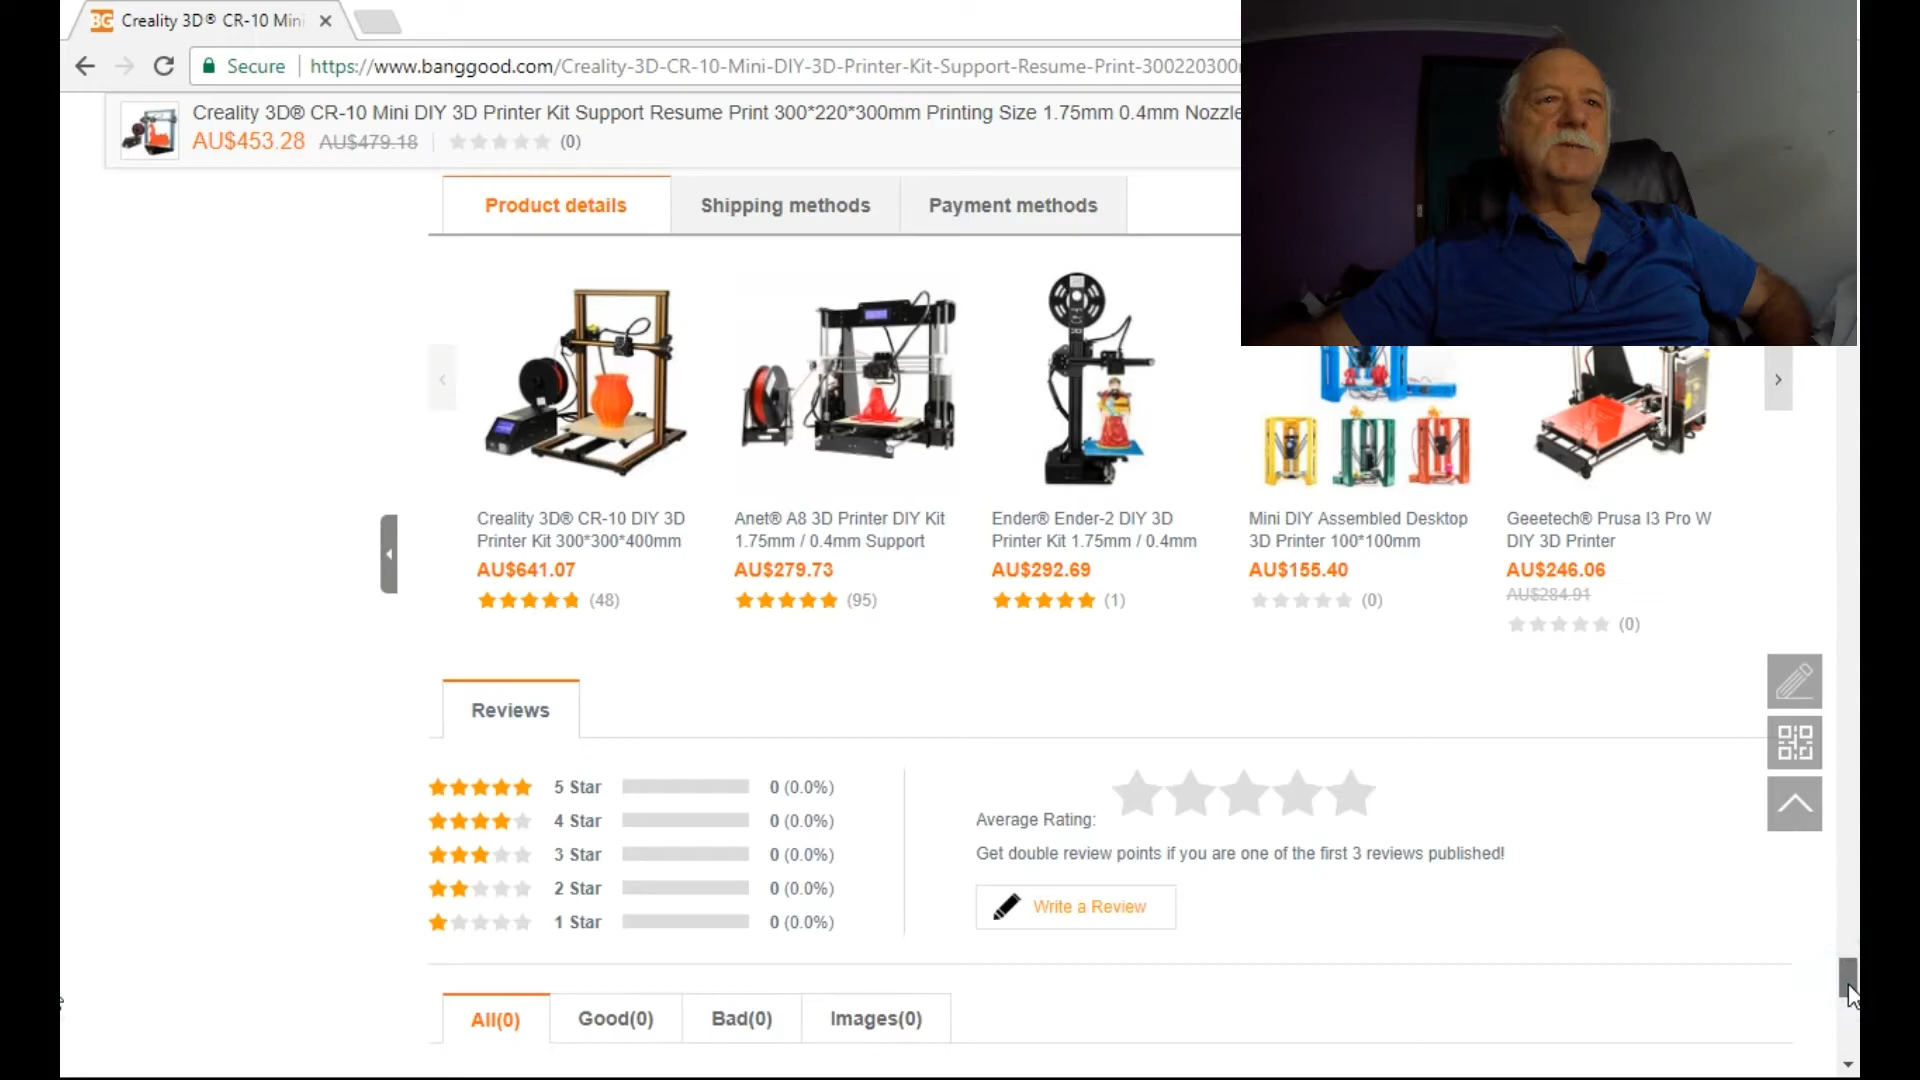 BG Creality 3D® CR-10 Mini
Secure https://www.banggood.com/Creality-3D-CR-10-Mini-DIY-3D-Printer-Kit-Support-Resume-Print-300220300
Creality 3D® CR-10 Mini DIY 3D Printer Kit Support Resume Print 300*220*300mm Printing Size 1.75mm 0.4mm Nozzle
AU$453.28 AU$479.18 (0)
Product details Shipping methods Payment methods
Creality 3D® CR-10 DIY 3D Printer Kit 300*300*400mm
AU$641.07
(48)
Anet® A8 3D Printer DIY Kit 1.75mm / 0.4mm Support
AU$279.73
(95)
Ender® Ender-2 DIY 3D Printer Kit 1.75mm / 0.4mm
AU$292.69
(1)
Mini DIY Assembled Desktop 3D Printer 100*100mm
AU$155.40
(0)
Geeetech® Prusa I3 Pro W DIY 3D Printer
AU$246.06
AU$284.91
(0)
Reviews
5 Star 0 (0.0%)
4 Star 0 (0.0%)
3 Star 0 (0.0%)
2 Star 0 (0.0%)
1 Star 0 (0.0%)
Average Rating:
Get double review points if you are one of the first 3 reviews published!
Write a Review
All(0) Good(0) Bad(0) Images(0)